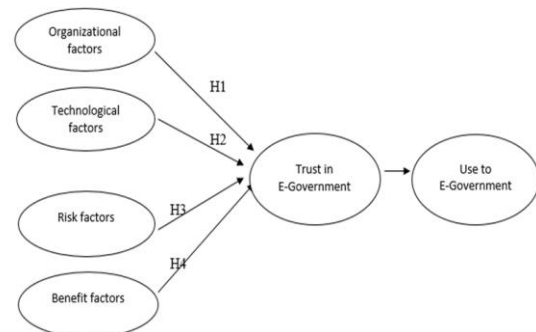 Organizational
factors
H1
Technological
factors
H2
Trust in
E-Government
Use to
E-Government
Risk factors
H3
H4
Benefit factors